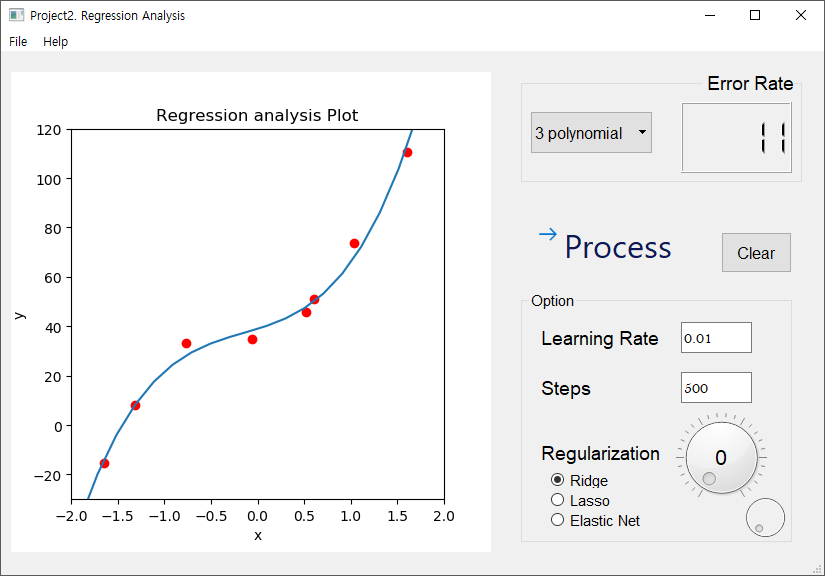 Project2. Regression Analysis
File Help
Error Rate
3 polynomial
11
Regression analysis Plot
120
100
80
60
40
20
0
−20
y
−2.0 −1.5 −1.0 −0.5 0.0 0.5 1.0 1.5 2.0
x
Process
Clear
Option
Learning Rate 0.01
Steps 500
Regularization
0
Ridge
Lasso
Elastic Net